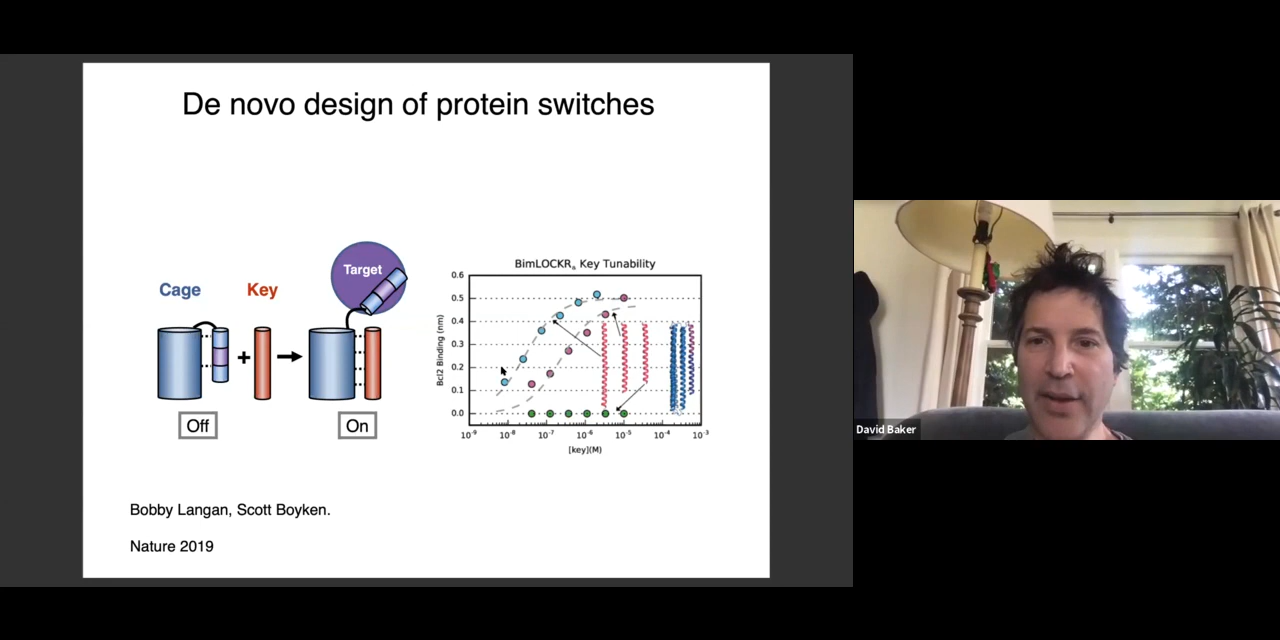 De novo design of protein switches
Cage
Key
Target
+
Off
On
BimLOCKRₐ Key Tunability
0.6
0.5
0.4
0.3
0.2
0.1
0.0
Bcl2 Binding (nm)
10⁻⁹ 10⁻⁸ 10⁻⁷ 10⁻⁶ 10⁻⁵ 10⁻⁴ 10⁻³
[key](M)
Bobby Langan, Scott Boyken.
Nature 2019
David Baker